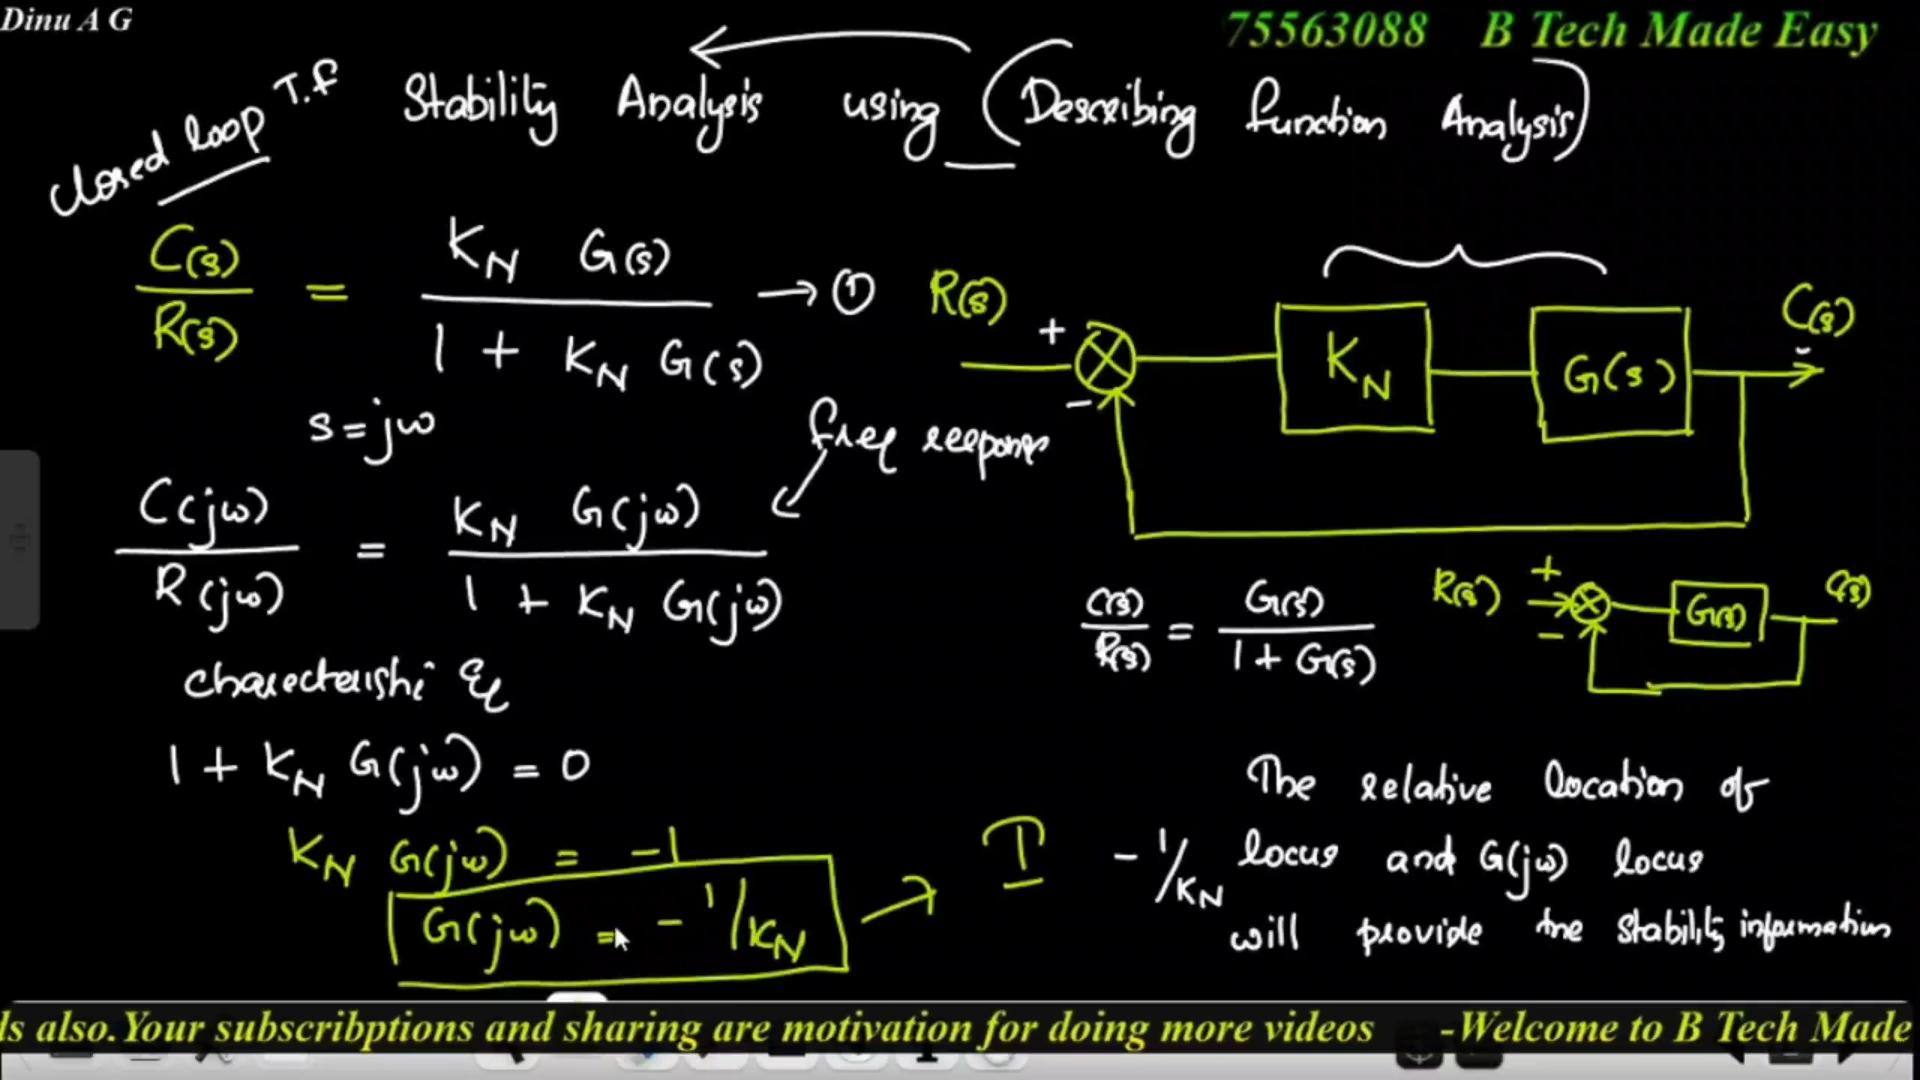 Dinu A G
75563088 B Tech Made Easy
closed loop T.f
Stability Analysis using (Describing function Analysis)
C(s)/R(s) = K_N G(s) / 1 + K_N G(s) → ①
s = jω
freq response
C(jω)/R(jω) = K_N G(jω) / 1 + K_N G(jω)
charecteristic Eq
1 + K_N G(jω) = 0
K_N G(jω) = -1
G(jω) = - 1/K_N → I
R(s)
+
-
K_N
G(s)
C(s)
C(s)/R(s) = G(s) / 1 + G(s)
R(s)
+
-
G(s)
C(s)
The relative location of
- 1/K_N locus and G(jω) locus
will provide the stability information
ls also. Your subscribptions and sharing are motivation for doing more videos -Welcome to B Tech Made